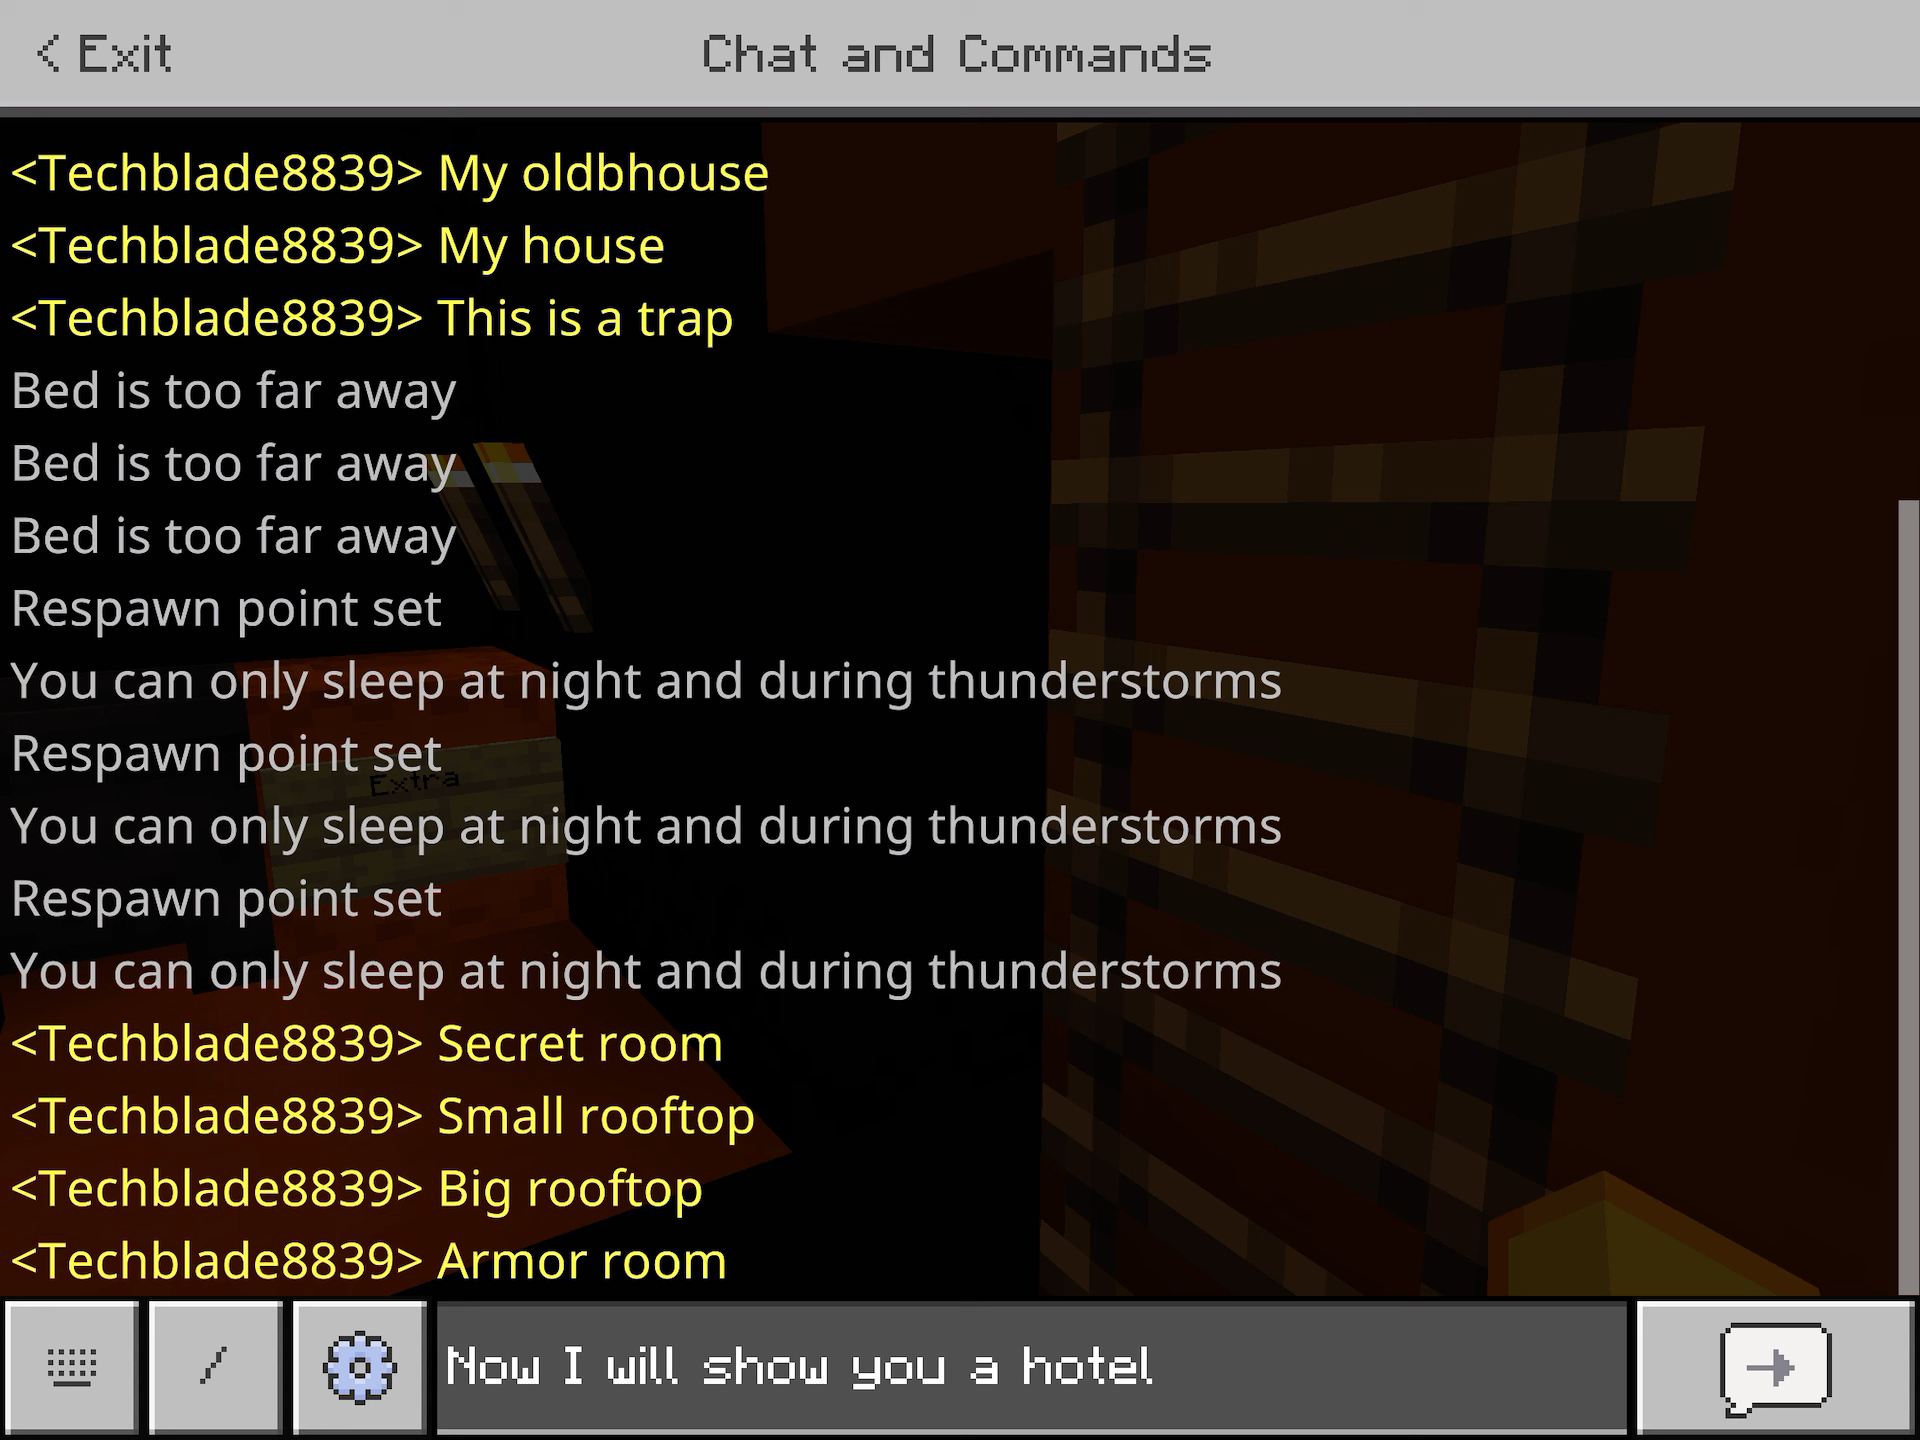 < Exit
Chat and Commands
<Techblade8839> My oldbhouse
<Techblade8839> My house
<Techblade8839> This is a trap
Bed is too far away
Bed is too far away
Bed is too far away
Respawn point set
You can only sleep at night and during thunderstorms
Respawn point set
Extra
You can only sleep at night and during thunderstorms
Respawn point set
You can only sleep at night and during thunderstorms
<Techblade8839> Secret room
<Techblade8839> Small rooftop
<Techblade8839> Big rooftop
<Techblade8839> Armor room
/
Now I will show you a hotel